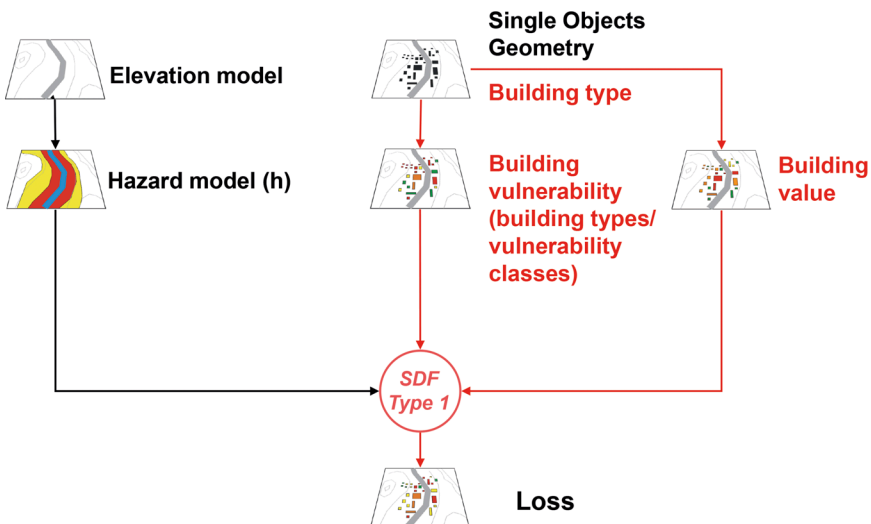 Single Objects
Geometry
Elevation model
Building type
Hazard model (h)
Building
vulnerability
(building types/
vulnerability
classes)
Building
value
SDF
Type 1
Loss